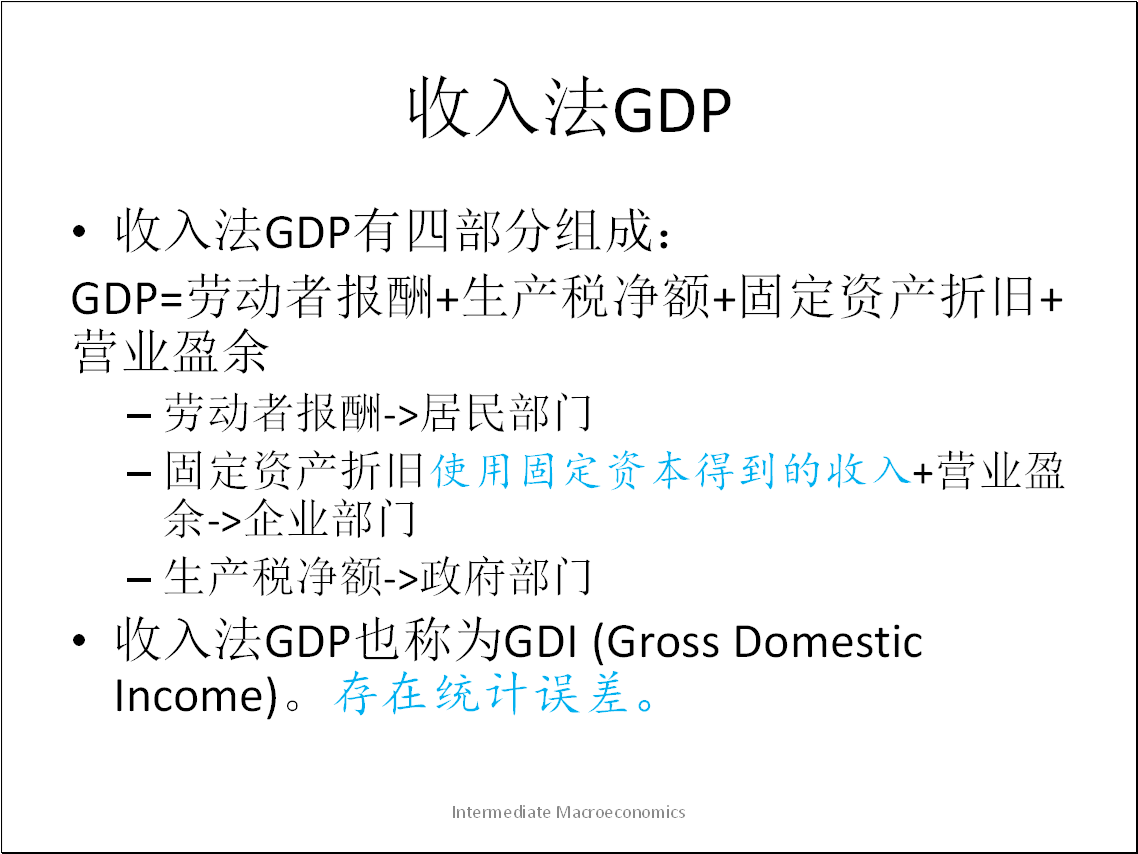 收入法GDP
• 收入法GDP有四部分组成：
GDP=劳动者报酬+生产税净额+固定资产折旧+
营业盈余
– 劳动者报酬->居民部门
– 固定资产折旧使用固定资本得到的收入+营业盈
余->企业部门
– 生产税净额->政府部门
• 收入法GDP也称为GDI (Gross Domestic
Income)。存在统计误差。
Intermediate Macroeconomics